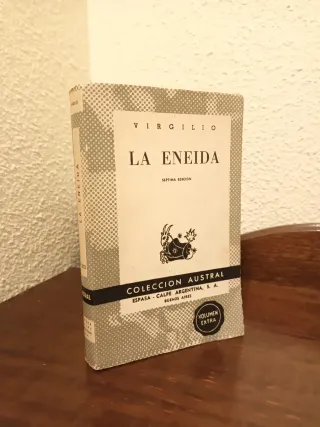 VIRGILIO
LA ENEIDA
SEPTIMA EDICION
COLECCION AUSTRAL
ESPASA - CALPE ARGENTINA, S. A.
BUENOS AIRES
VOLUMEN
EXTRA